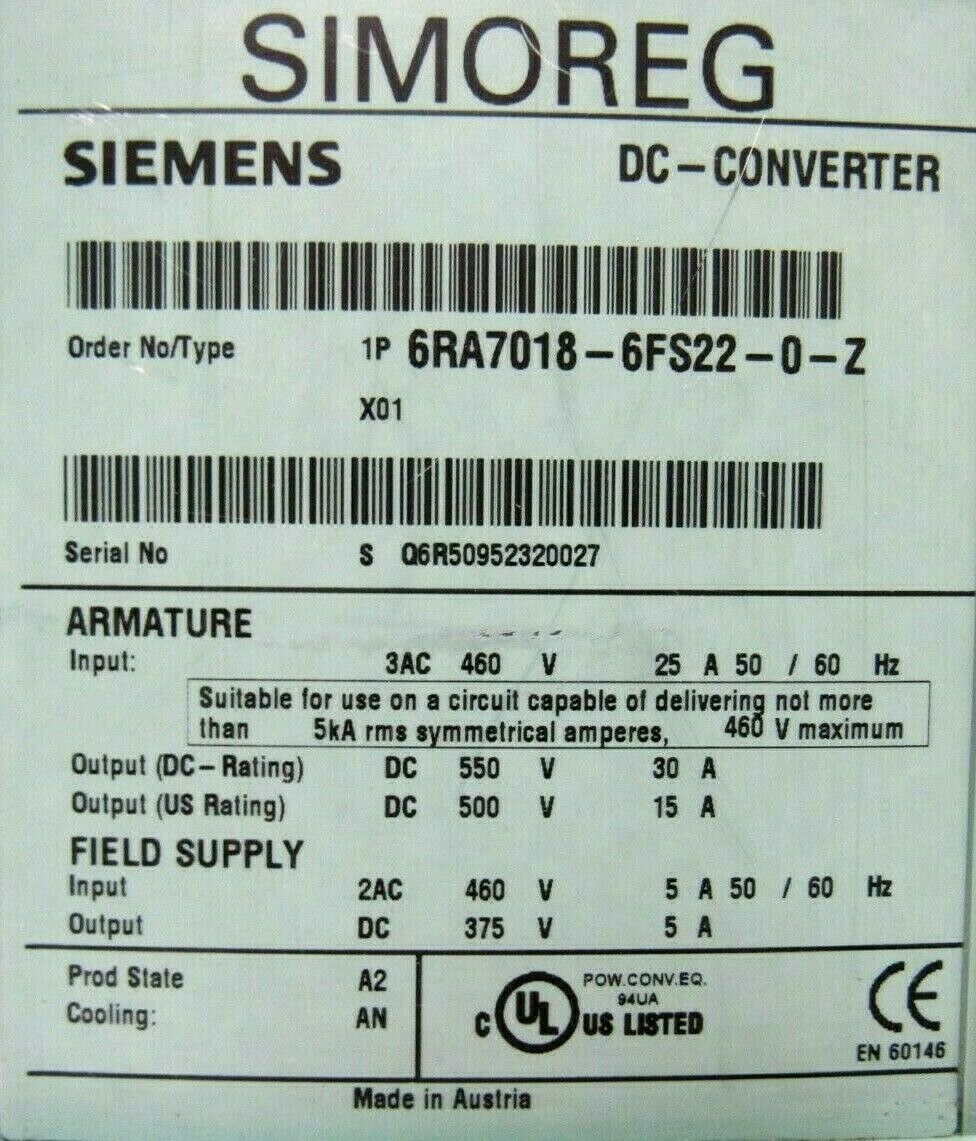 SIMOREG
SIEMENS DC-CONVERTER
Order No/Type 1P 6RA7018-6FS22-0-Z
X01
Serial No S Q6R50952320027
ARMATURE
Input: 3AC 460 V 25 A 50 / 60 Hz
Suitable for use on a circuit capable of delivering not more
than 5kA rms symmetrical amperes, 460 V maximum
Output (DC-Rating) DC 550 V 30 A
Output (US Rating) DC 500 V 15 A
FIELD SUPPLY
Input 2AC 460 V 5 A 50 / 60 Hz
Output DC 375 V 5 A
Prod State A2
Cooling: AN
POW.CONV.EQ.
94UA
C UL US LISTED
CE
EN 60146
Made in Austria